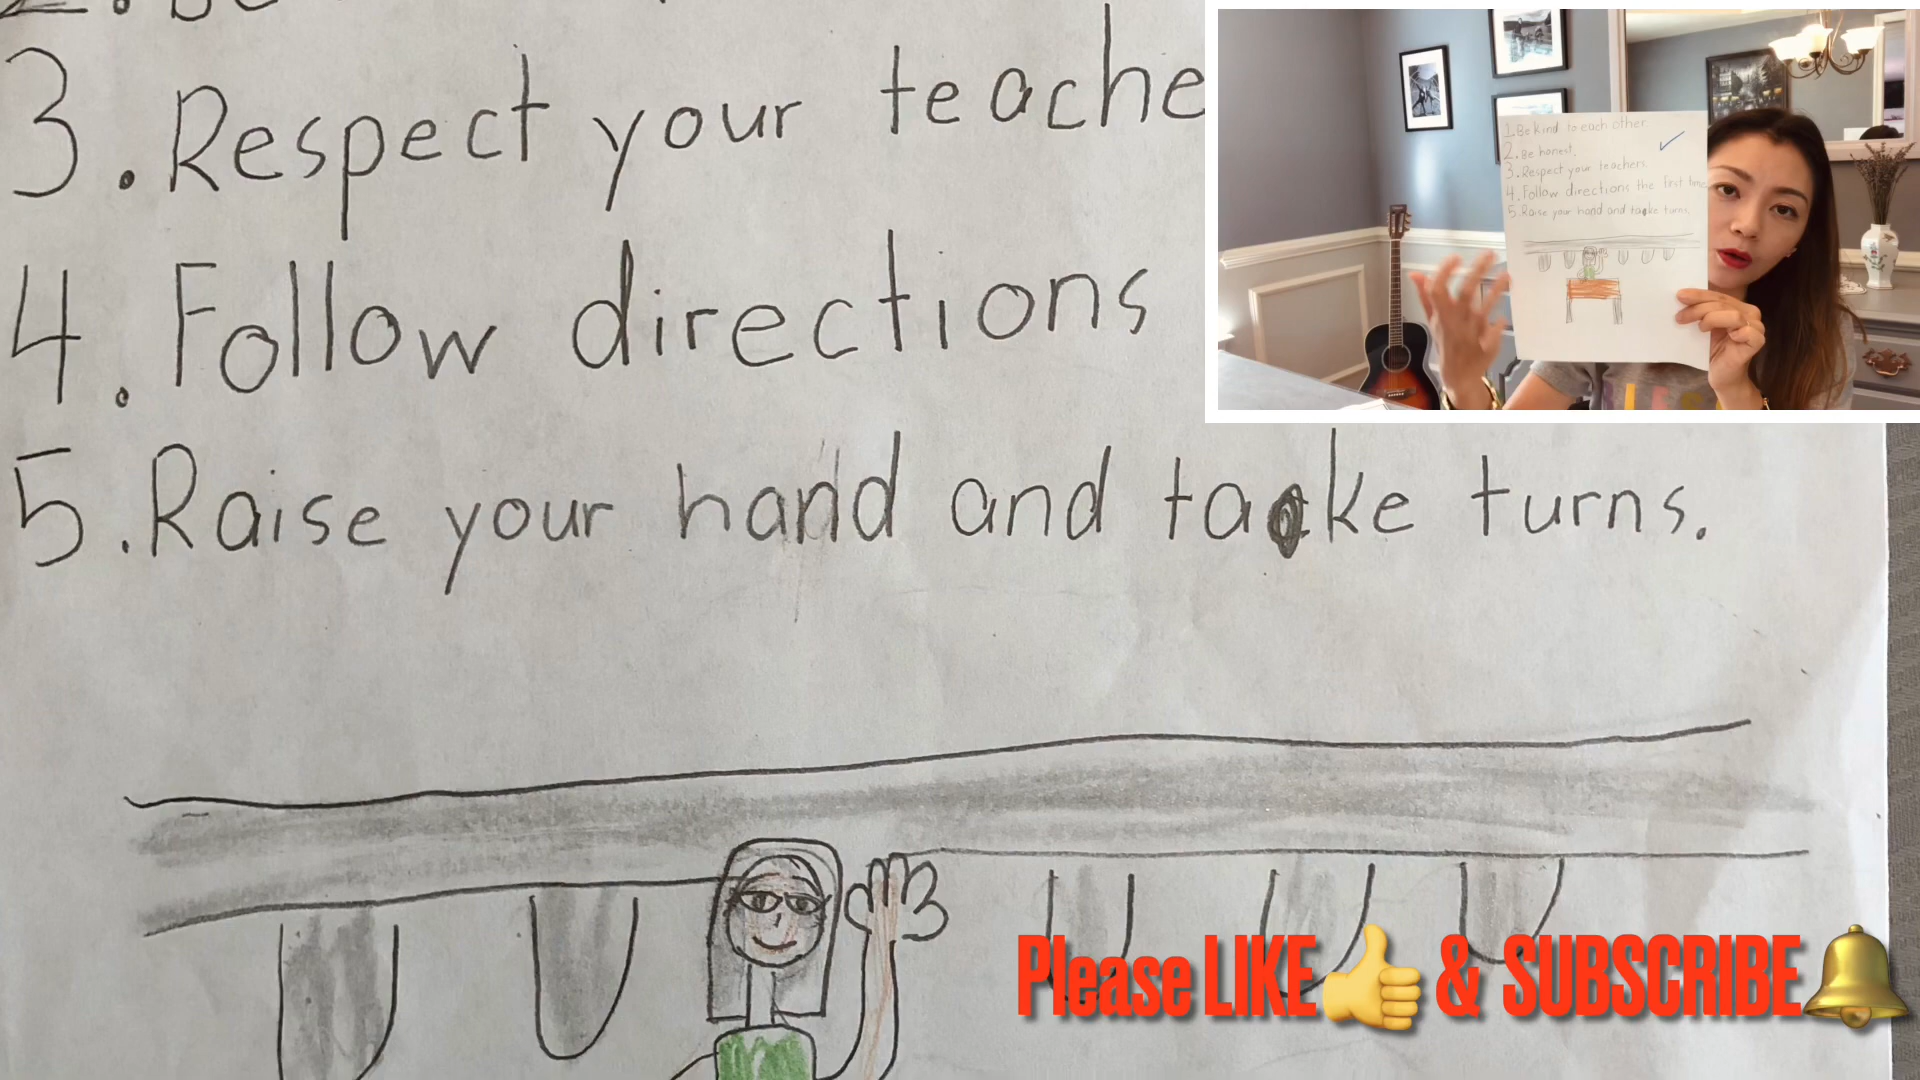 3. Respect your teache
4. Follow directions
5. Raise your hand and take turns.
1. Be kind to each other.
2. Be honest.
3. Respect your teachers.
4. Follow directions the first time
5. Raise your hand and take turns.
Please LIKE👍 & SUBSCRIBE🔔